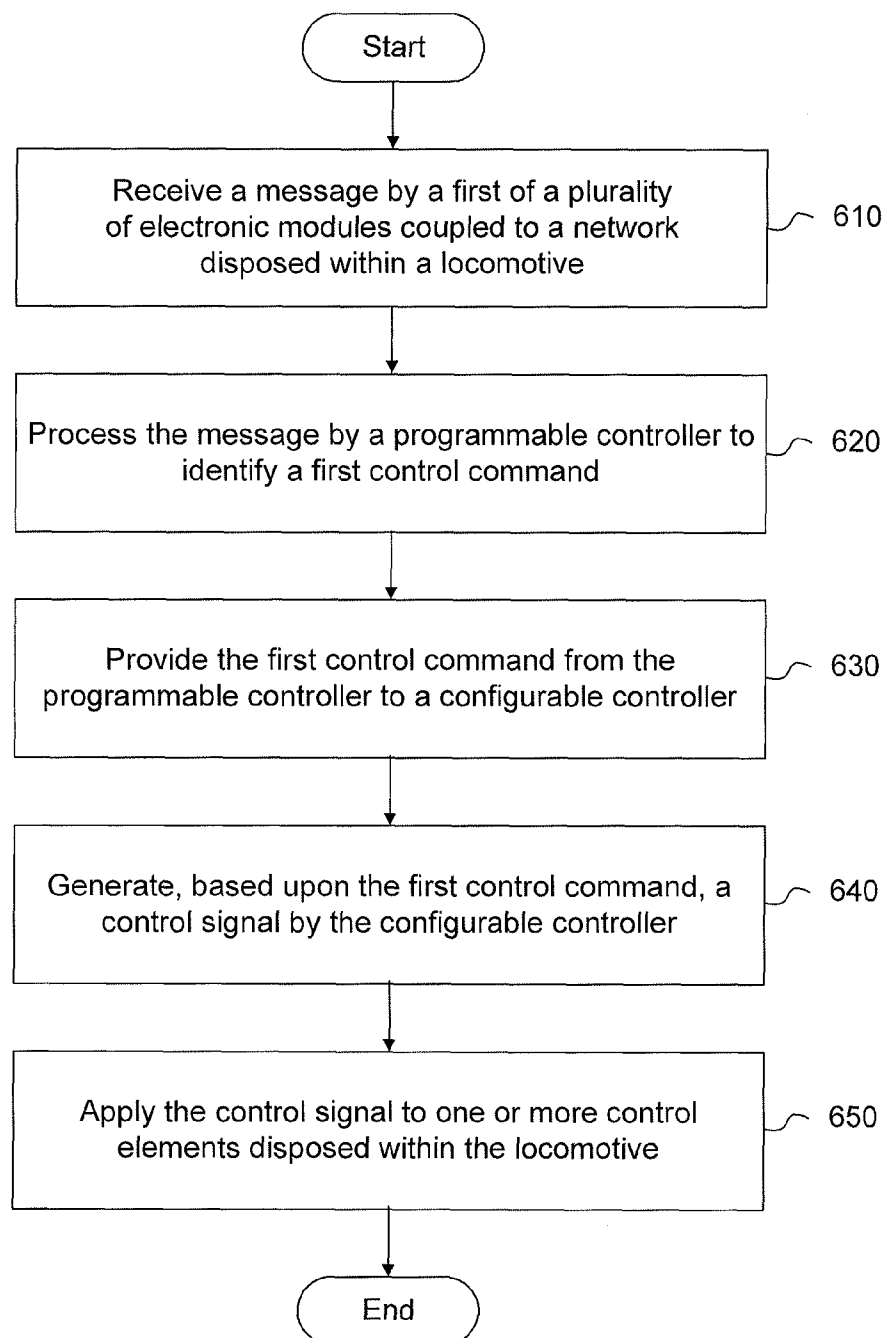 Start
Receive a message by a first of a plurality
of electronic modules coupled to a network
disposed within a locomotive
610
Process the message by a programmable controller to
identify a first control command
620
Provide the first control command from the
programmable controller to a configurable controller
630
Generate, based upon the first control command, a
control signal by the configurable controller
640
Apply the control signal to one or more control
elements disposed within the locomotive
650
End